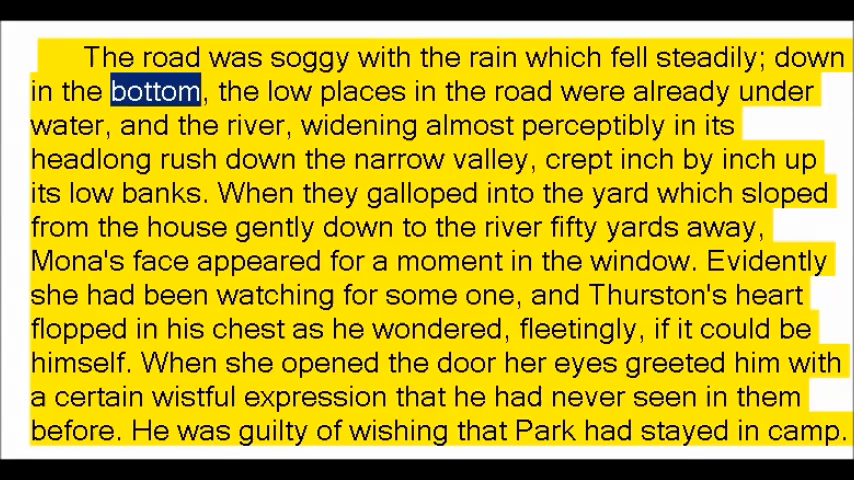 The road was soggy with the rain which fell steadily; down
in the bottom, the low places in the road were already under
water, and the river, widening almost perceptibly in its
headlong rush down the narrow valley, crept inch by inch up
its low banks. When they galloped into the yard which sloped
from the house gently down to the river fifty yards away,
Mona's face appeared for a moment in the window. Evidently
she had been watching for some one, and Thurston's heart
flopped in his chest as he wondered, fleetingly, if it could be
himself. When she opened the door her eyes greeted him with
a certain wistful expression that he had never seen in them
before. He was guilty of wishing that Park had stayed in camp.